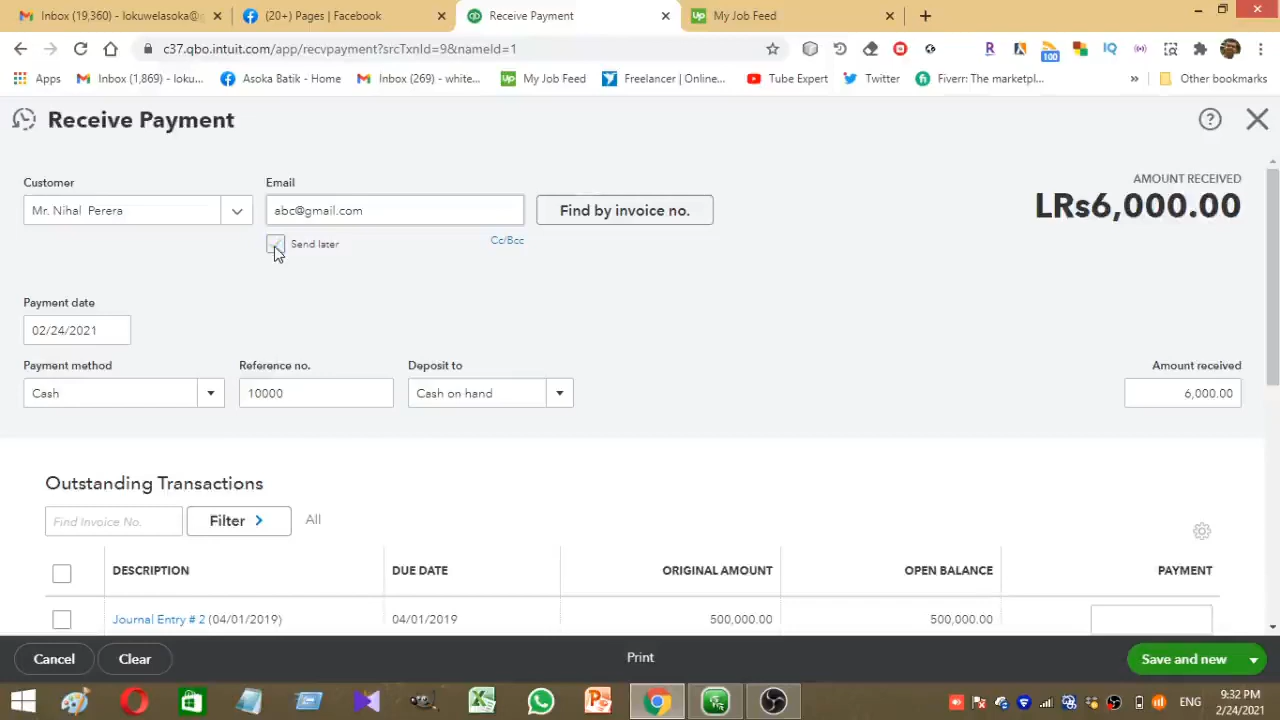 Inbox (19,360) - lokuwelasoka@g
(20+) Pages | Facebook
Receive Payment
My Job Feed
c37.qbo.intuit.com/app/recvpayment?srcTxnId=9&nameId=1
Apps
Inbox (1,869) - loku...
Asoka Batik - Home
Inbox (269) - white...
My Job Feed
Freelancer | Online...
Tube Expert
Twitter
Fiverr: The marketpl...
»
Other bookmarks
100
Receive Payment
Customer
Email
AMOUNT RECEIVED
Mr. Nihal Perera
abc@gmail.com
Find by invoice no.
LRs6,000.00
Send later
Cc/Bcc
Payment date
02/24/2021
Payment method
Reference no.
Deposit to
Amount received
Cash
10000
Cash on hand
6,000.00
Outstanding Transactions
Find Invoice No.
Filter
All
DESCRIPTION
DUE DATE
ORIGINAL AMOUNT
OPEN BALANCE
PAYMENT
Journal Entry # 2 (04/01/2019)
04/01/2019
500,000.00
500,000.00
Cancel
Clear
Print
Save and new
ENG
9:32 PM
2/24/2021